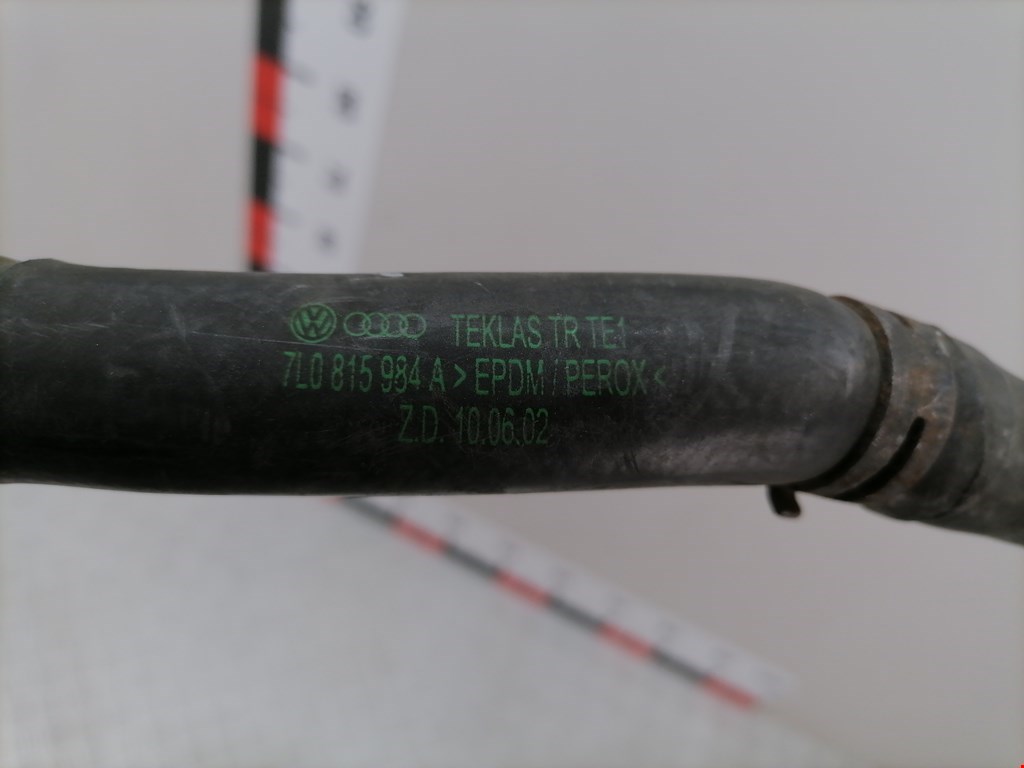 TEKLAS TR TE1
7L0 815 984 A > EPDM / PEROX <
Z.D. 10.06.02